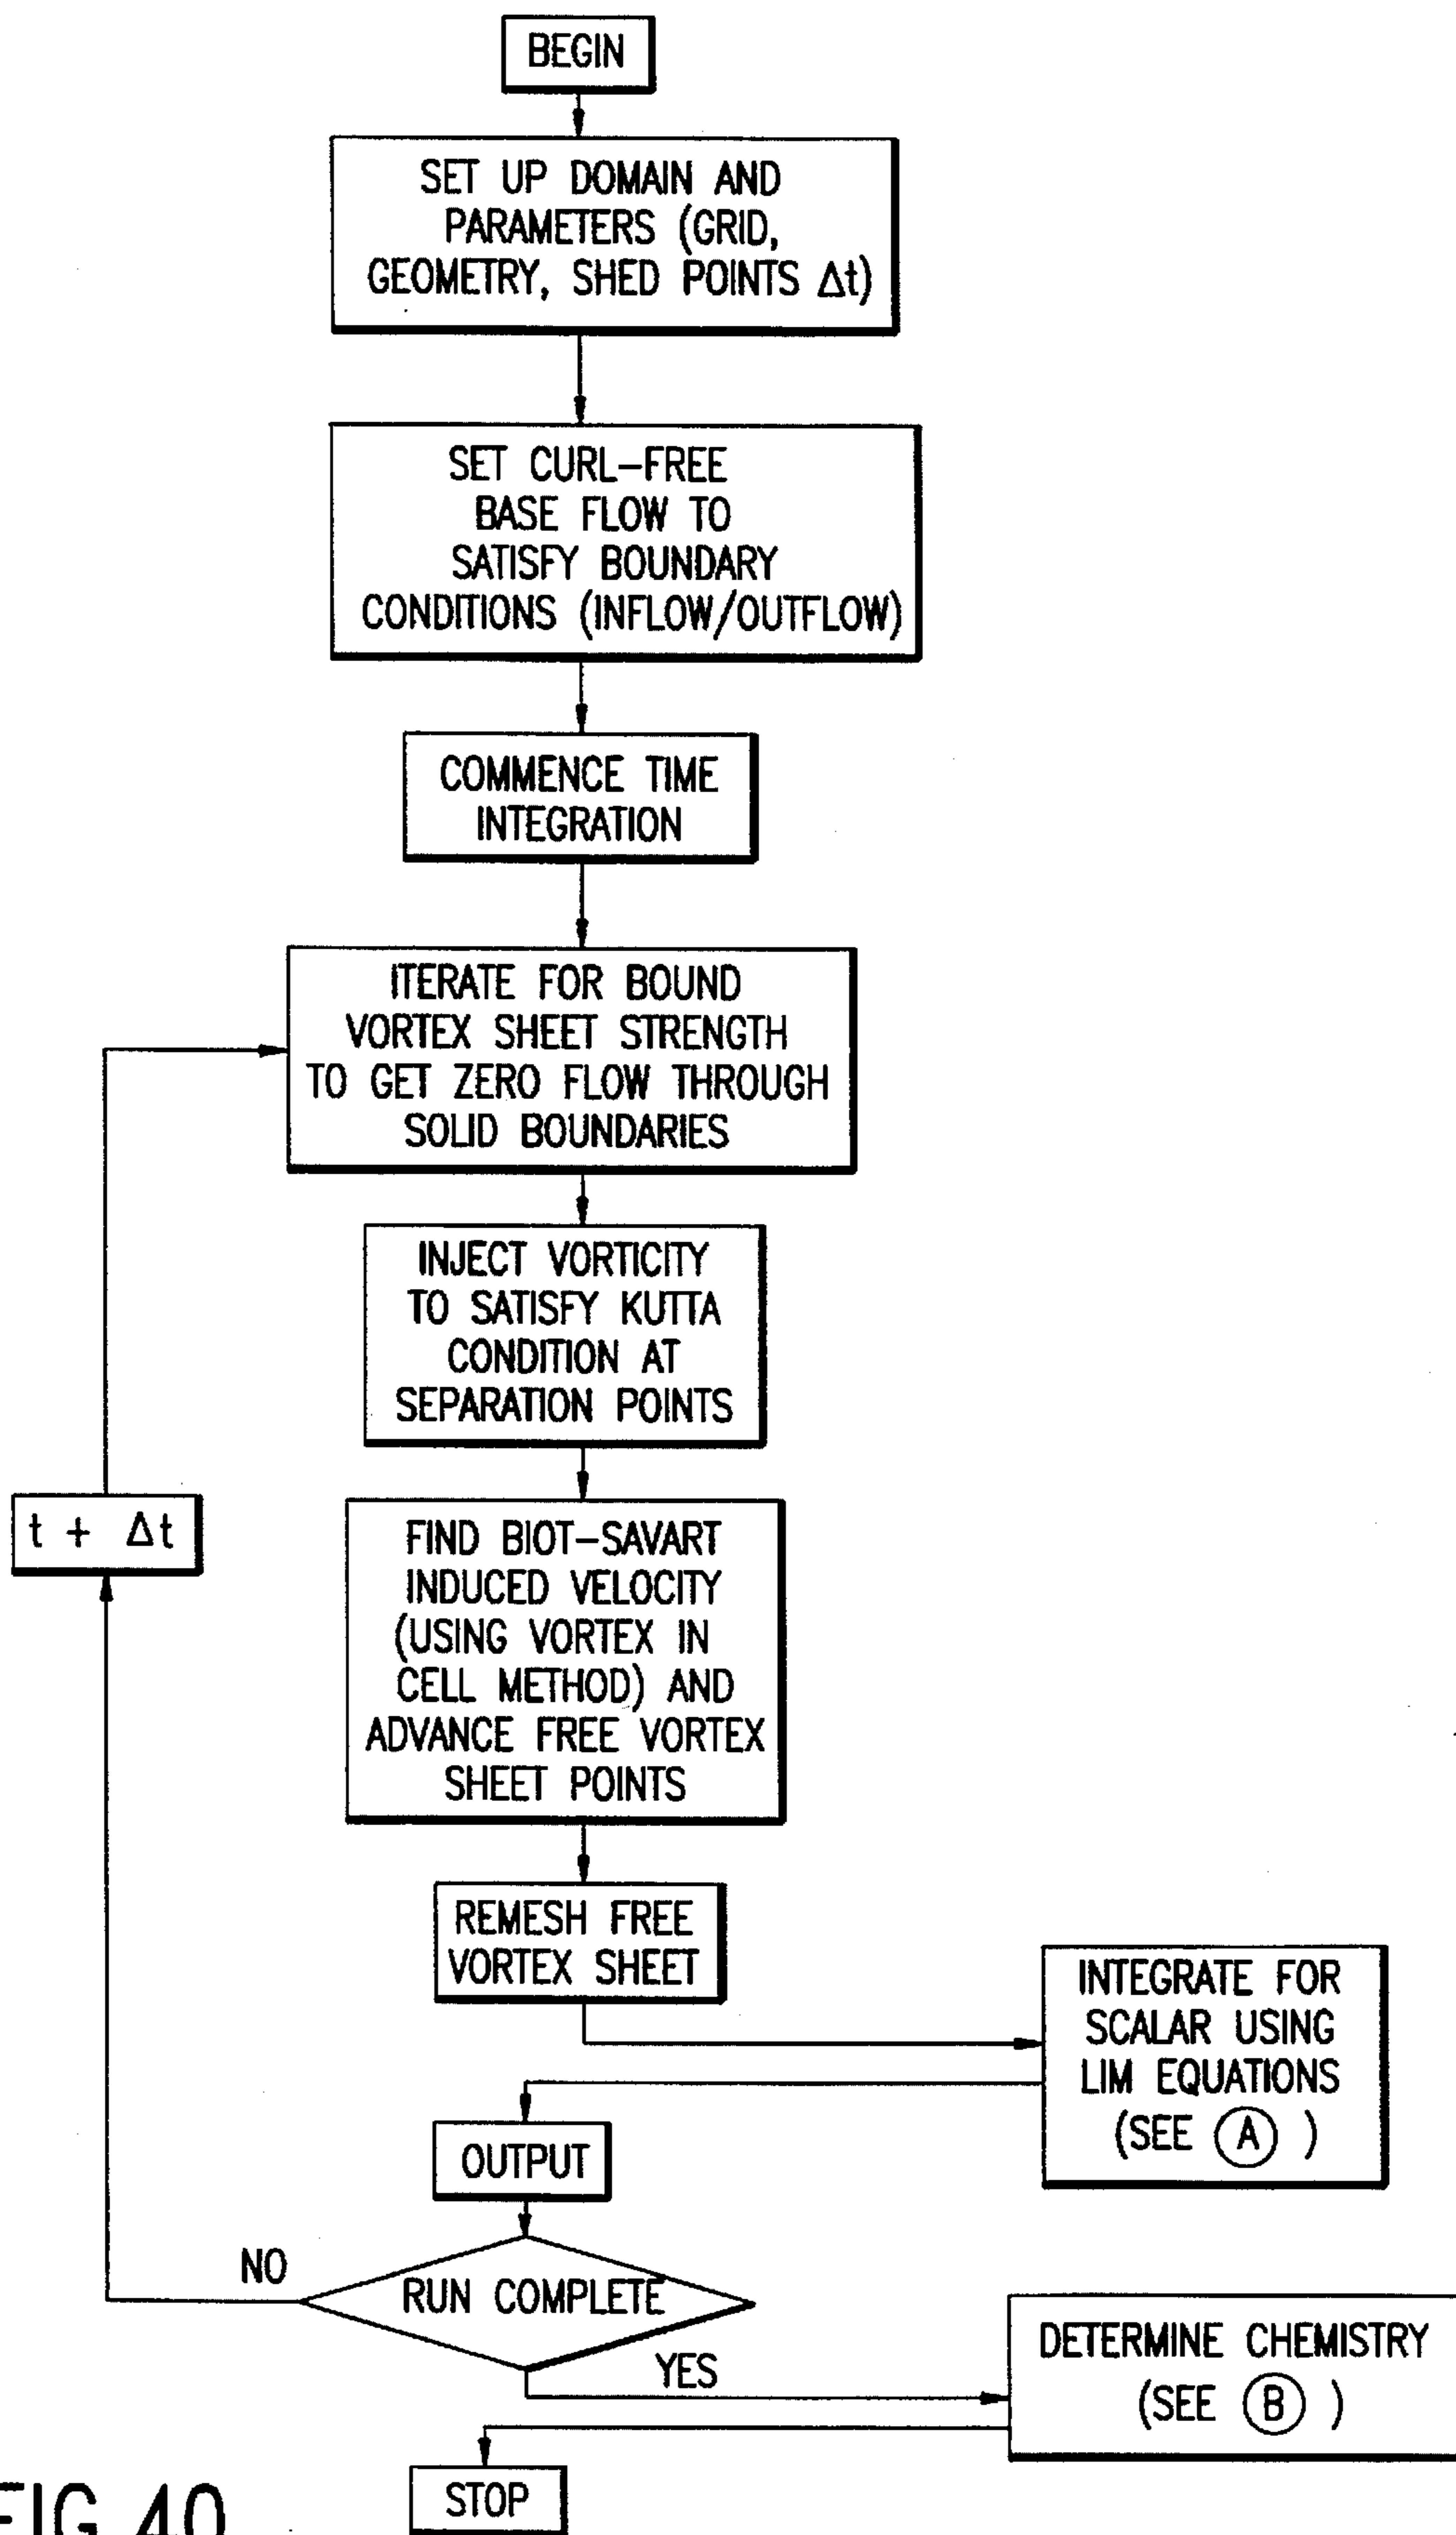 BEGIN
SET UP DOMAIN AND
PARAMETERS (GRID,
GEOMETRY, SHED POINTS Δt)
SET CURL-FREE
BASE FLOW TO
SATISFY BOUNDARY
CONDITIONS (INFLOW/OUTFLOW)
COMMENCE TIME
INTEGRATION
ITERATE FOR BOUND
VORTEX SHEET STRENGTH
TO GET ZERO FLOW THROUGH
SOLID BOUNDARIES
INJECT VORTICITY
TO SATISFY KUTTA
CONDITION AT
SEPARATION POINTS
t + Δt
FIND BIOT-SAVART
INDUCED VELOCITY
(USING VORTEX IN
CELL METHOD) AND
ADVANCE FREE VORTEX
SHEET POINTS
REMESH FREE
VORTEX SHEET
INTEGRATE FOR
SCALAR USING
LIM EQUATIONS
(SEE A )
OUTPUT
NO
RUN COMPLETE
YES
DETERMINE CHEMISTRY
(SEE B )
STOP
FIG.40